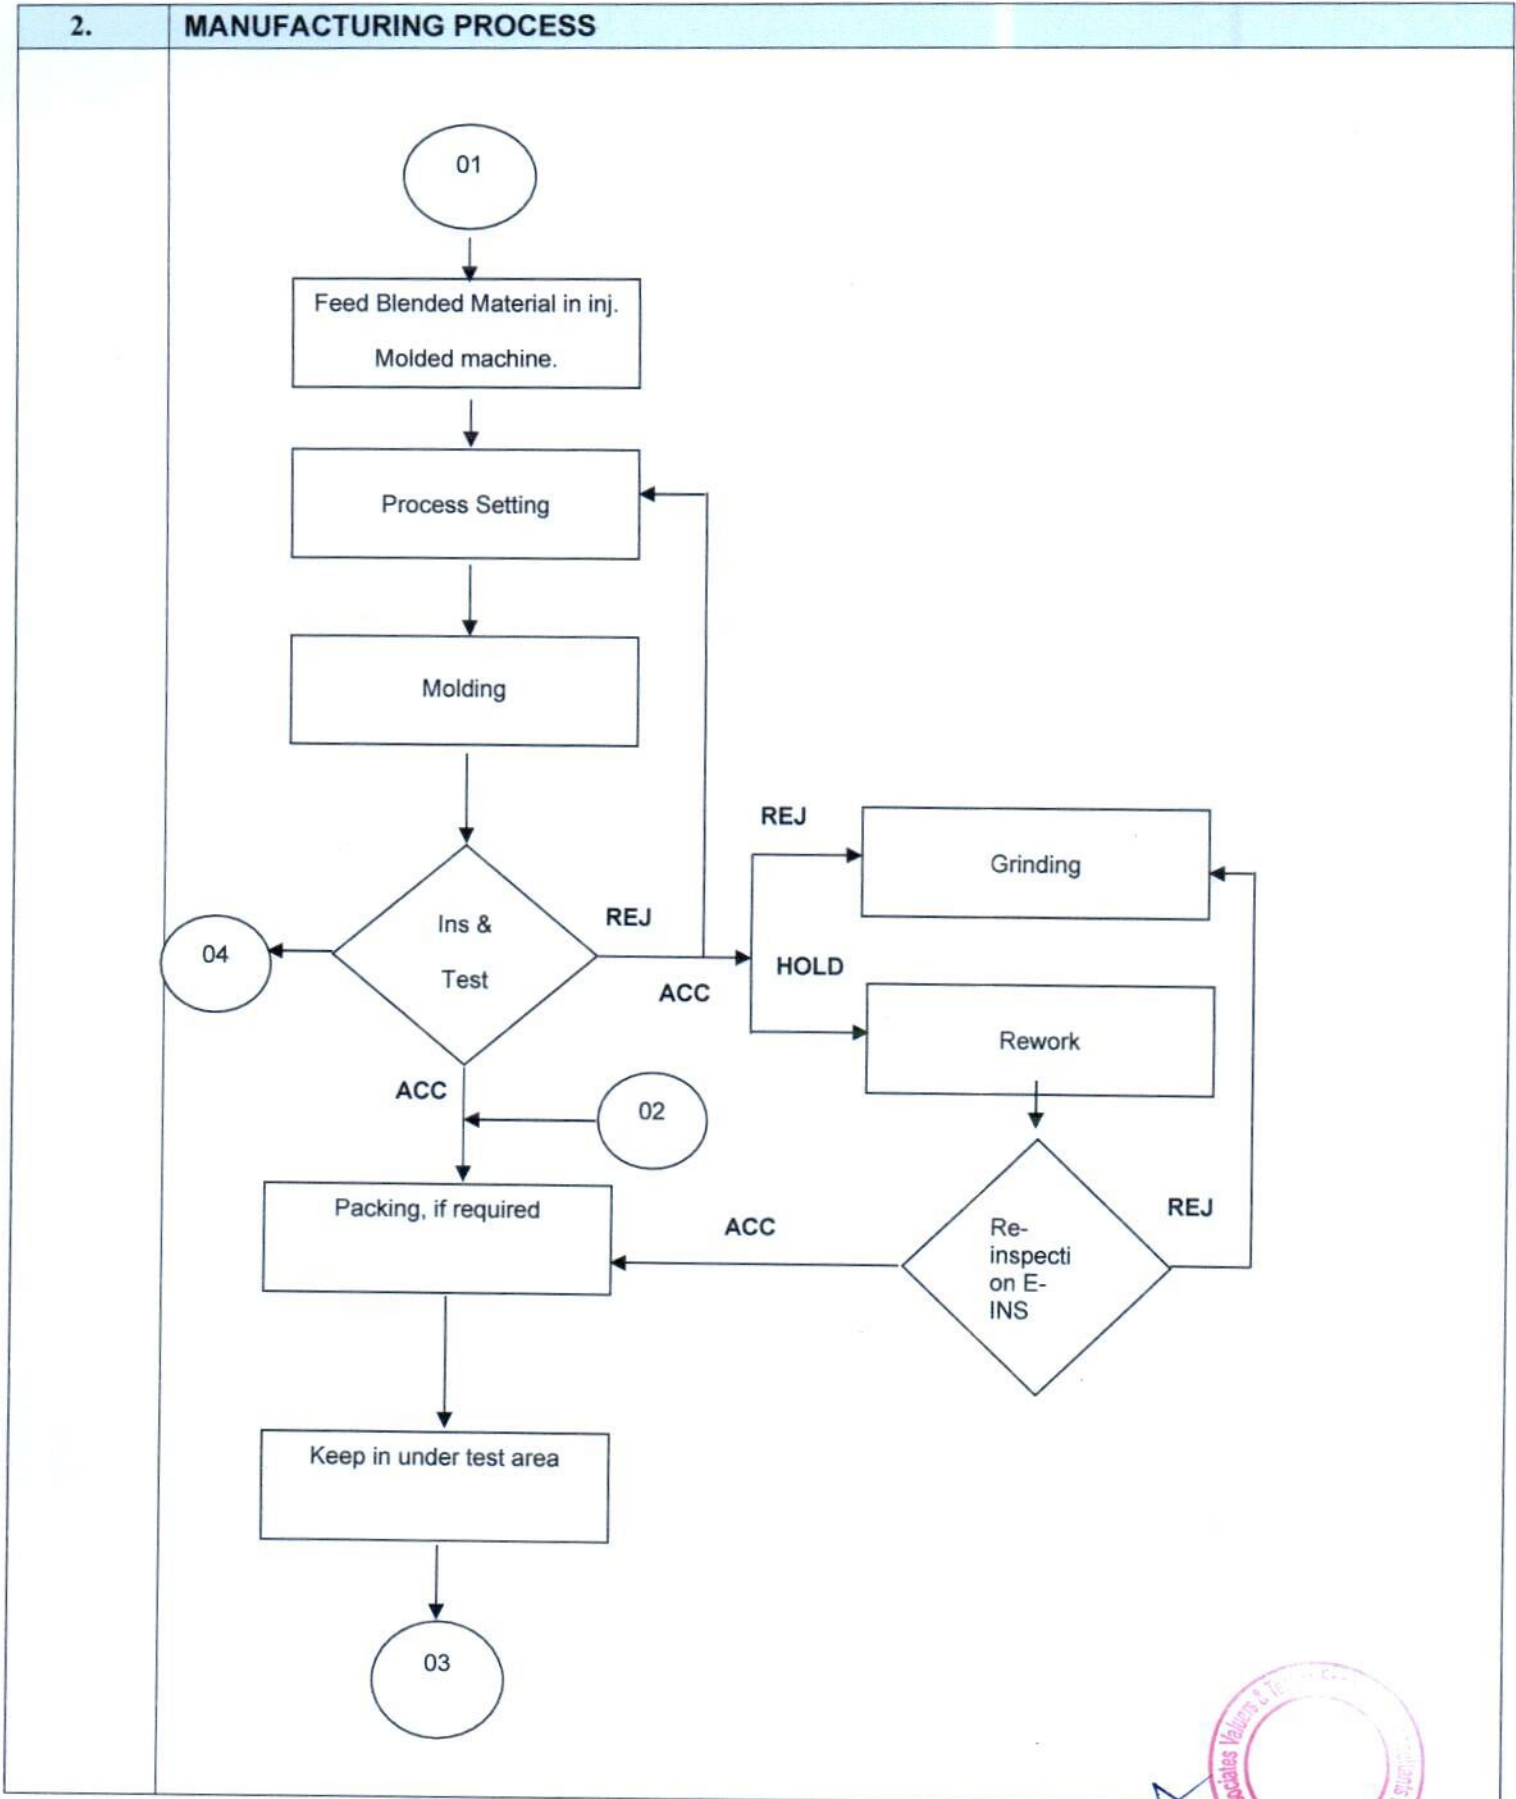 2. MANUFACTURING PROCESS
01
Feed Blended Material in inj.
Molded machine.
Process Setting
Molding
REJ
Grinding
Ins &
Test
REJ
04
HOLD
ACC
Rework
ACC
02
Packing, if required
ACC
Re-
inspecti
on E-
INS
REJ
Keep in under test area
03
ciates Valuers &